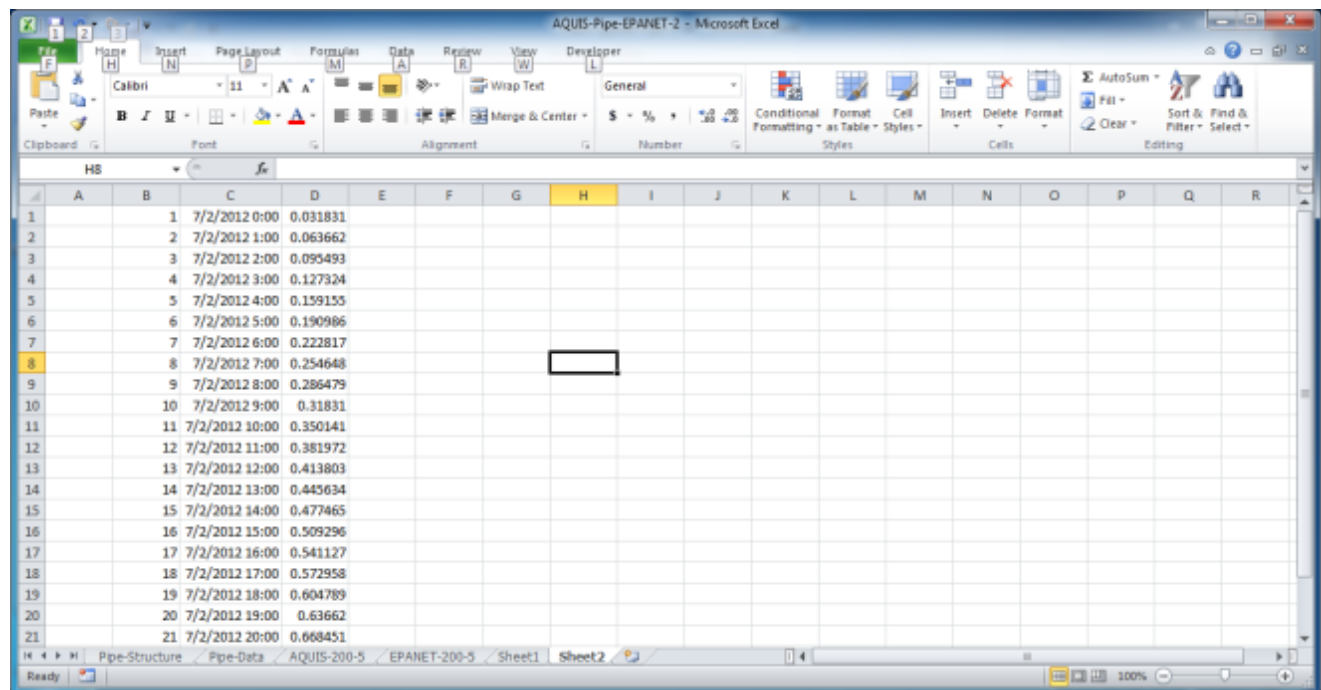 AQUIS-Pipe-EPANET-2 - Microsoft Excel
1 2 3
File Home Insert Page Layout Formulas Data Review View Developer
F H N P M A R W L
Calibri 11 A A Wrap Text General Σ AutoSum
Fill
Paste B I U A Merge & Center $ % , .0 .00 .00 .0 Conditional Formatting Format as Table Cell Styles Insert Delete Format Clear Sort & Filter Find & Select
Clipboard Font Alignment Number Styles Cells Editing
H8 fx
A B C D E F G H I J K L M N O P Q R
1 1 7/2/2012 0:00 0.031831
2 2 7/2/2012 1:00 0.063662
3 3 7/2/2012 2:00 0.095493
4 4 7/2/2012 3:00 0.127324
5 5 7/2/2012 4:00 0.159155
6 6 7/2/2012 5:00 0.190986
7 7 7/2/2012 6:00 0.222817
8 8 7/2/2012 7:00 0.254648
9 9 7/2/2012 8:00 0.286479
10 10 7/2/2012 9:00 0.31831
11 11 7/2/2012 10:00 0.350141
12 12 7/2/2012 11:00 0.381972
13 13 7/2/2012 12:00 0.413803
14 14 7/2/2012 13:00 0.445634
15 15 7/2/2012 14:00 0.477465
16 16 7/2/2012 15:00 0.509296
17 17 7/2/2012 16:00 0.541127
18 18 7/2/2012 17:00 0.572958
19 19 7/2/2012 18:00 0.604789
20 20 7/2/2012 19:00 0.63662
21 21 7/2/2012 20:00 0.668451
Pipe-Structure Pipe-Data AQUIS-200-5 EPANET-200-5 Sheet1 Sheet2
Ready 100%